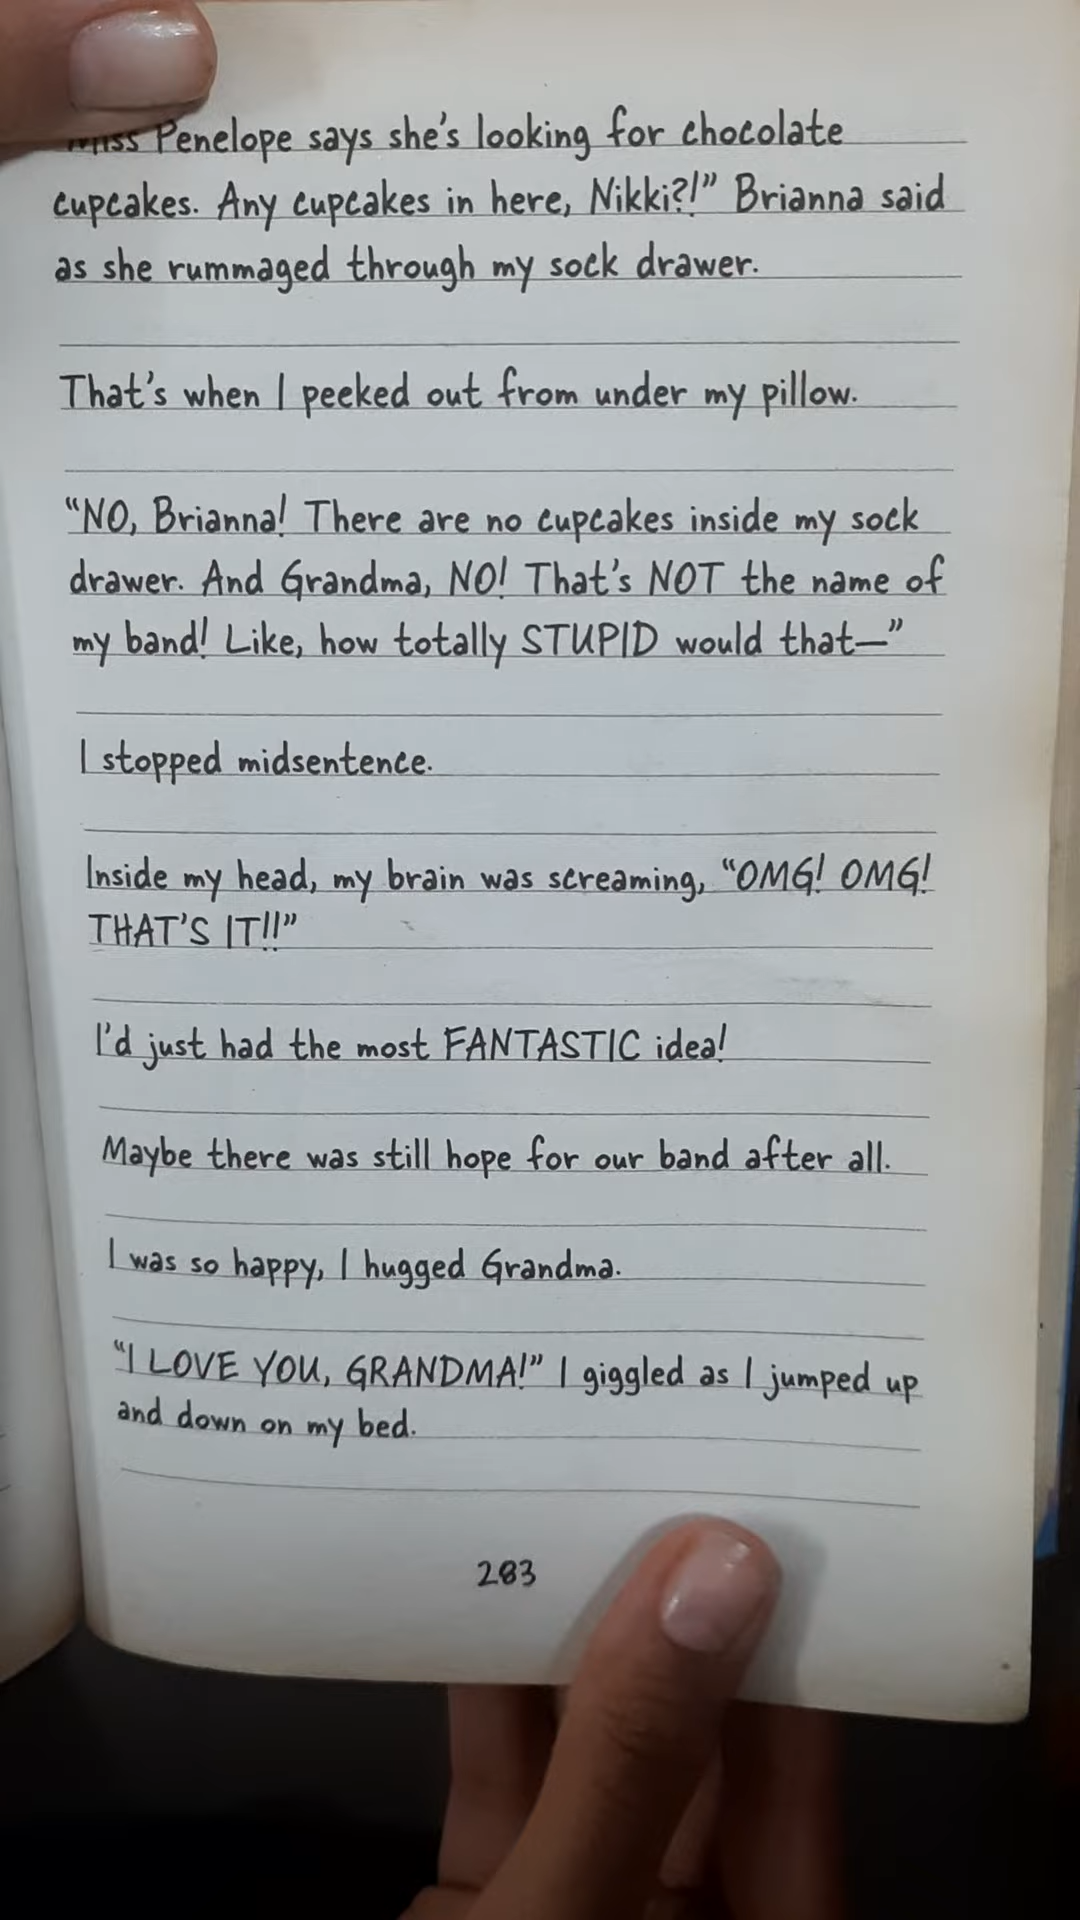 Miss Penelope says she's looking for chocolate
cupcakes. Any cupcakes in here, Nikki?!” Brianna said
as she rummaged through my sock drawer.
That's when I peeked out from under my pillow.
“NO, Brianna! There are no cupcakes inside my sock
drawer. And Grandma, NO! That's NOT the name of
my band! Like, how totally STUPID would that—”
I stopped midsentence.
Inside my head, my brain was screaming, “OMG! OMG!
THAT'S IT!!”
I'd just had the most FANTASTIC idea!
Maybe there was still hope for our band after all.
I was so happy, I hugged Grandma.
“I LOVE YOU, GRANDMA!” I giggled as I jumped up
and down on my bed.
283